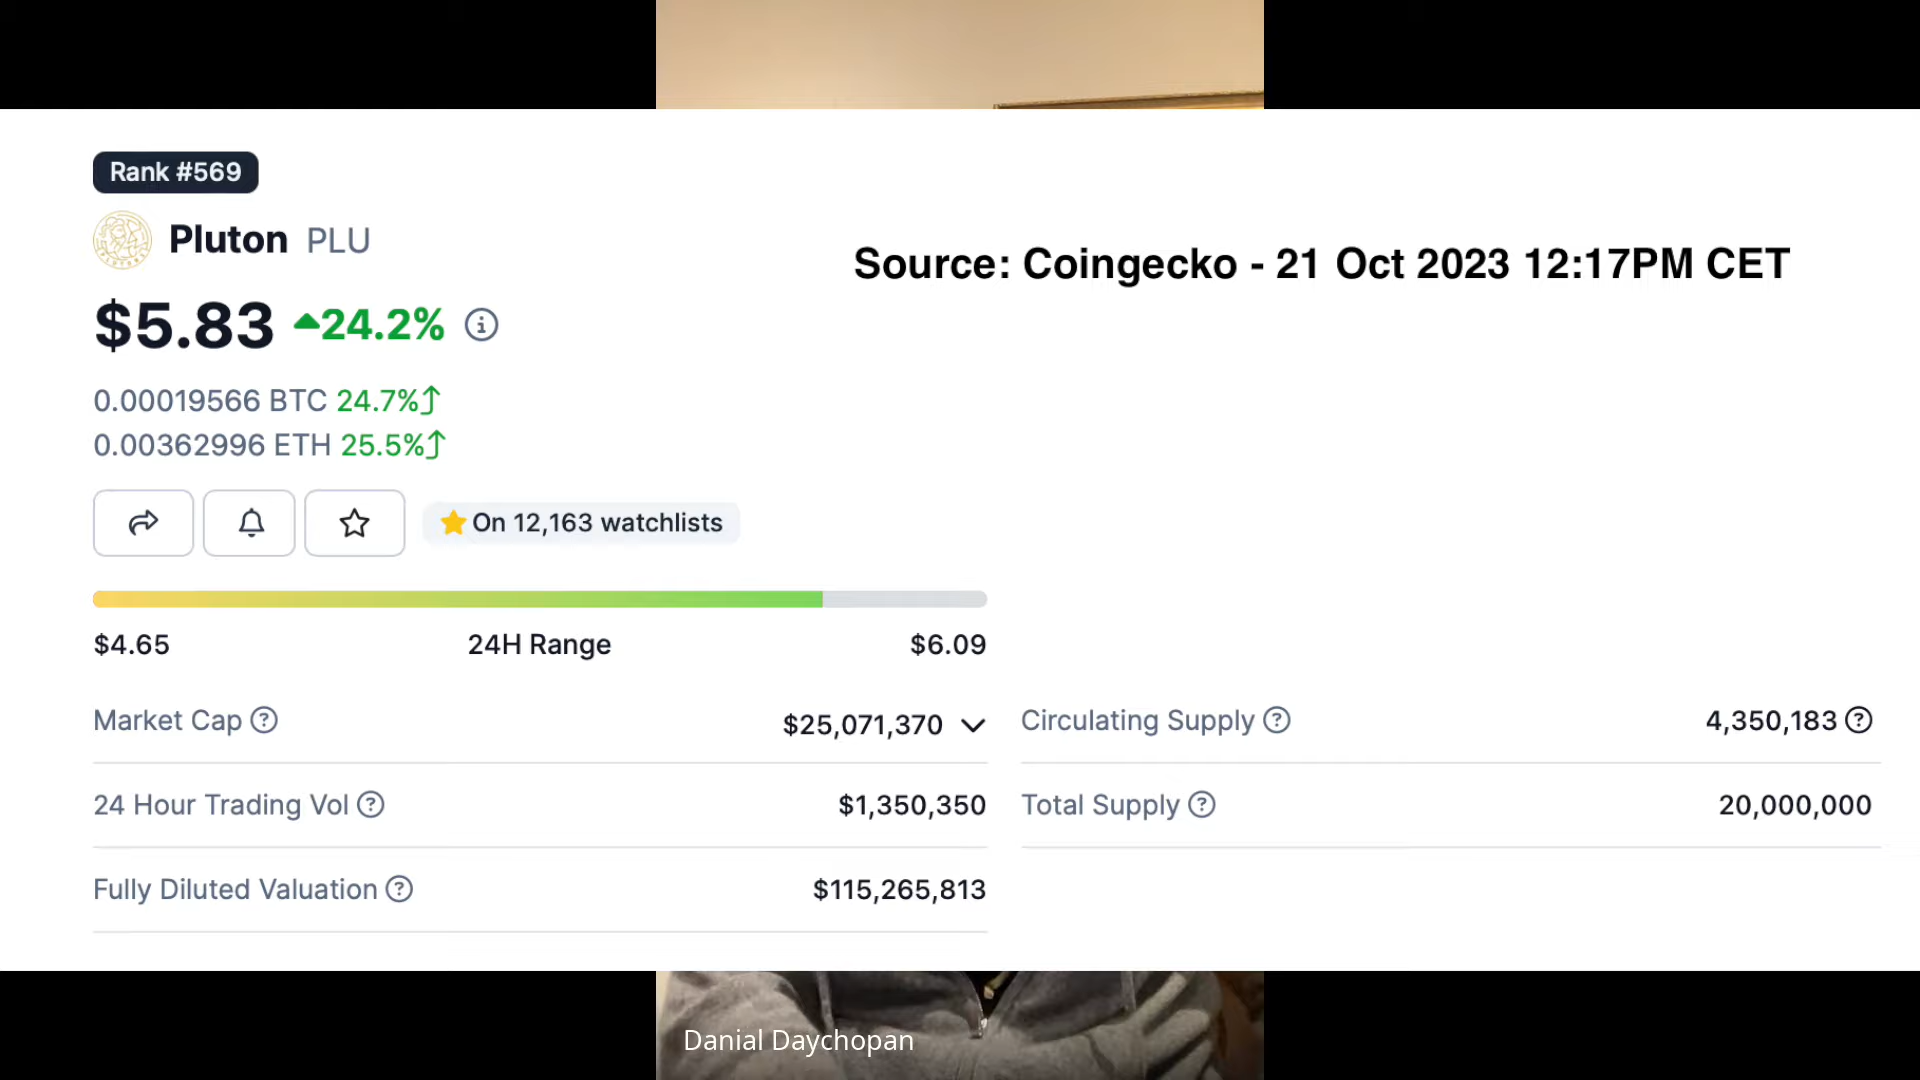 Rank #569
Pluton PLU
Source: Coingecko - 21 Oct 2023 12:17PM CET
$5.83 24.2%
0.00019566 BTC 24.7%
0.00362996 ETH 25.5%
On 12,163 watchlists
$4.65 24H Range $6.09
Market Cap $25,071,370
Circulating Supply 4,350,183
24 Hour Trading Vol $1,350,350
Total Supply 20,000,000
Fully Diluted Valuation $115,265,813
Danial Daychopan